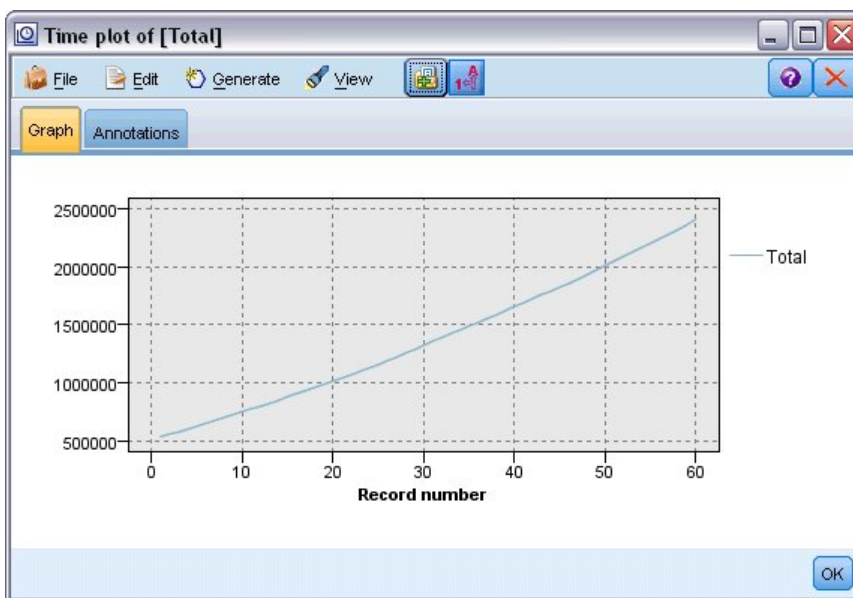 Time plot of [Total]
File Edit Generate View
Graph Annotations
2500000
2000000
1500000
1000000
500000
0 10 20 30 40 50 60
Record number
Total
OK